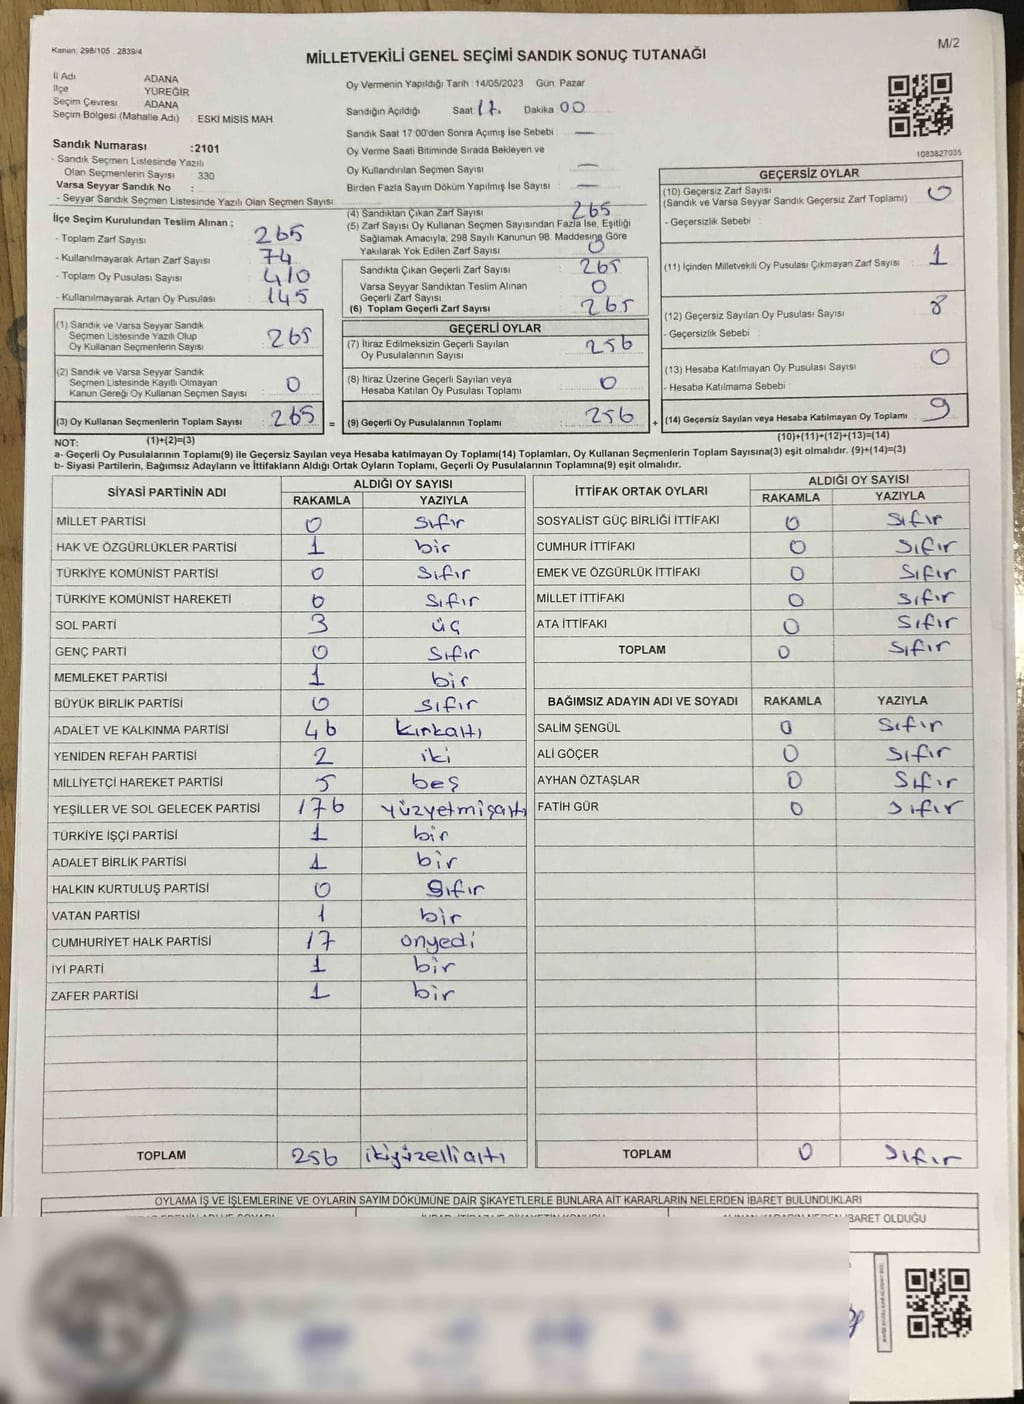 Kanun: 298/105 2839/4
M/2
MİLLETVEKİLİ GENEL SEÇİMİ SANDIK SONUÇ TUTANAĞI
İl Adı ADANA
İlçe YÜREĞİR
Seçim Çevresi ADANA
Seçim Bölgesi (Mahalle Adı) ESKİ MİSİS MAH
Sandık Numarası :2101
- Sandık Seçmen Listesinde Yazılı
Olan Seçmenlerin Sayısı 330
Varsa Seyyar Sandık No :
- Seyyar Sandık Seçmen Listesinde Yazılı Olan Seçmen Sayısı :
Oy Vermenin Yapıldığı Tarih : 14/05/2023 Gün: Pazar
Sandığın Açıldığı Saat: 17. Dakika 00
Sandık Saat 17:00'den Sonra Açımış İse Sebebi : —
Oy Verme Saati Bitiminde Sırada Bekleyen ve
Oy Kullandırılan Seçmen Sayısı —
Birden Fazla Sayım Döküm Yapılmış İse Sayısı : —
1083827035
İlçe Seçim Kurulundan Teslim Alınan ;
- Toplam Zarf Sayısı 265
- Kullanılmayarak Artan Zarf Sayısı 74
- Toplam Oy Pusulası Sayısı 410
- Kullanılmayarak Artan Oy Pusulası 145
(1) Sandık ve Varsa Seyyar Sandık
Seçmen Listesinde Yazılı Olup
Oy Kullanan Seçmenlerin Sayısı 265
(2) Sandık ve Varsa Seyyar Sandık
Seçmen Listesinde Kayıtlı Olmayan
Kanun Gereği Oy Kullanan Seçmen Sayısı 0
(3) Oy Kullanan Seçmenlerin Toplam Sayısı : 265 =
(4) Sandıktan Çıkan Zarf Sayısı 265
(5) Zarf Sayısı Oy Kullanan Seçmen Sayısından Fazla İse, Eşitliği
Sağlamak Amacıyla; 298 Sayılı Kanunun 98. Maddesine Göre
Yakılarak Yok Edilen Zarf Sayısı 0
Sandıkta Çıkan Geçerli Zarf Sayısı : 265
Varsa Seyyar Sandıktan Teslim Alınan
Geçerli Zarf Sayısı 0
(6) Toplam Geçerli Zarf Sayısı 265
GEÇERLİ OYLAR
(7) İtiraz Edilmeksizin Geçerli Sayılan
Oy Pusulalarının Sayısı 256
(8) İtiraz Üzerine Geçerli Sayılan veya
Hesaba Katılan Oy Pusulası Toplamı 0
(9) Geçerli Oy Pusulalarının Toplamı : 256 +
GEÇERSİZ OYLAR
(10) Geçersiz Zarf Sayısı : 0
(Sandık ve Varsa Seyyar Sandık Geçersiz Zarf Toplamı)
- Geçersizlik Sebebi :
(11) İçinden Milletvekili Oy Pusulası Çıkmayan Zarf Sayısı : 1
(12) Geçersiz Sayılan Oy Pusulası Sayısı : 8
- Geçersizlik Sebebi :
(13) Hesaba Katılmayan Oy Pusulası Sayısı : 0
- Hesaba Katılmama Sebebi :
(14) Geçersiz Sayılan veya Hesaba Katılmayan Oy Toplamı : 9
NOT: (1)+(2)=(3)
(10)+(11)+(12)+(13)=(14)
a- Geçerli Oy Pusulalarının Toplamı(9) ile Geçersiz Sayılan veya Hesaba katılmayan Oy Toplamı(14) Toplamları, Oy Kullanan Seçmenlerin Toplam Sayısına(3) eşit olmalıdır. (9)+(14)=(3)
b- Siyasi Partilerin, Bağımsız Adayların ve İttifakların Aldığı Ortak Oyların Toplamı, Geçerli Oy Pusulalarının Toplamına(9) eşit olmalıdır.
SİYASİ PARTİNİN ADI ALDIĞI OY SAYISI
RAKAMLA YAZIYLA
MİLLET PARTİSİ 0 Sıfır
HAK VE ÖZGÜRLÜKLER PARTİSİ 1 bir
TÜRKİYE KOMÜNİST PARTİSİ 0 Sıfır
TÜRKİYE KOMÜNİST HAREKETİ 0 Sıfır
SOL PARTİ 3 üç
GENÇ PARTİ 0 Sıfır
MEMLEKET PARTİSİ 1 bir
BÜYÜK BİRLİK PARTİSİ 0 sıfır
ADALET VE KALKINMA PARTİSİ 46 kırkaltı
YENİDEN REFAH PARTİSİ 2 iki
MİLLİYETÇİ HAREKET PARTİSİ 5 beş
YEŞİLLER VE SOL GELECEK PARTİSİ 176 yüzyetmişaltı
TÜRKİYE İŞÇİ PARTİSİ 1 bir
ADALET BİRLİK PARTİSİ 1 bir
HALKIN KURTULUŞ PARTİSİ 0 Sıfır
VATAN PARTİSİ 1 bir
CUMHURİYET HALK PARTİSİ 17 onyedi
İYİ PARTİ 1 bir
ZAFER PARTİSİ 1 bir
TOPLAM 256 ikiyüzellialtı
İTTİFAK ORTAK OYLARI ALDIĞI OY SAYISI
RAKAMLA YAZIYLA
SOSYALİST GÜÇ BİRLİĞİ İTTİFAKI 0 Sıfır
CUMHUR İTTİFAKI 0 Sıfır
EMEK VE ÖZGÜRLÜK İTTİFAKI 0 Sıfır
MİLLET İTTİFAKI 0 Sıfır
ATA İTTİFAKI 0 Sıfır
TOPLAM 0 Sıfır
BAĞIMSIZ ADAYIN ADI VE SOYADI RAKAMLA YAZIYLA
SALİM ŞENGÜL 0 Sıfır
ALİ GÖÇER 0 Sıfır
AYHAN ÖZTAŞLAR 0 Sıfır
FATİH GÜR 0 Sıfır
TOPLAM 0 Sıfır
OYLAMA İŞ VE İŞLEMLERİNE VE OYLARIN SAYIM DÖKÜMÜNE DAİR ŞİKAYETLERLE BUNLARA AİT KARARLARIN NELERDEN İBARET BULUNDUKLARI
İBARET OLDUĞU